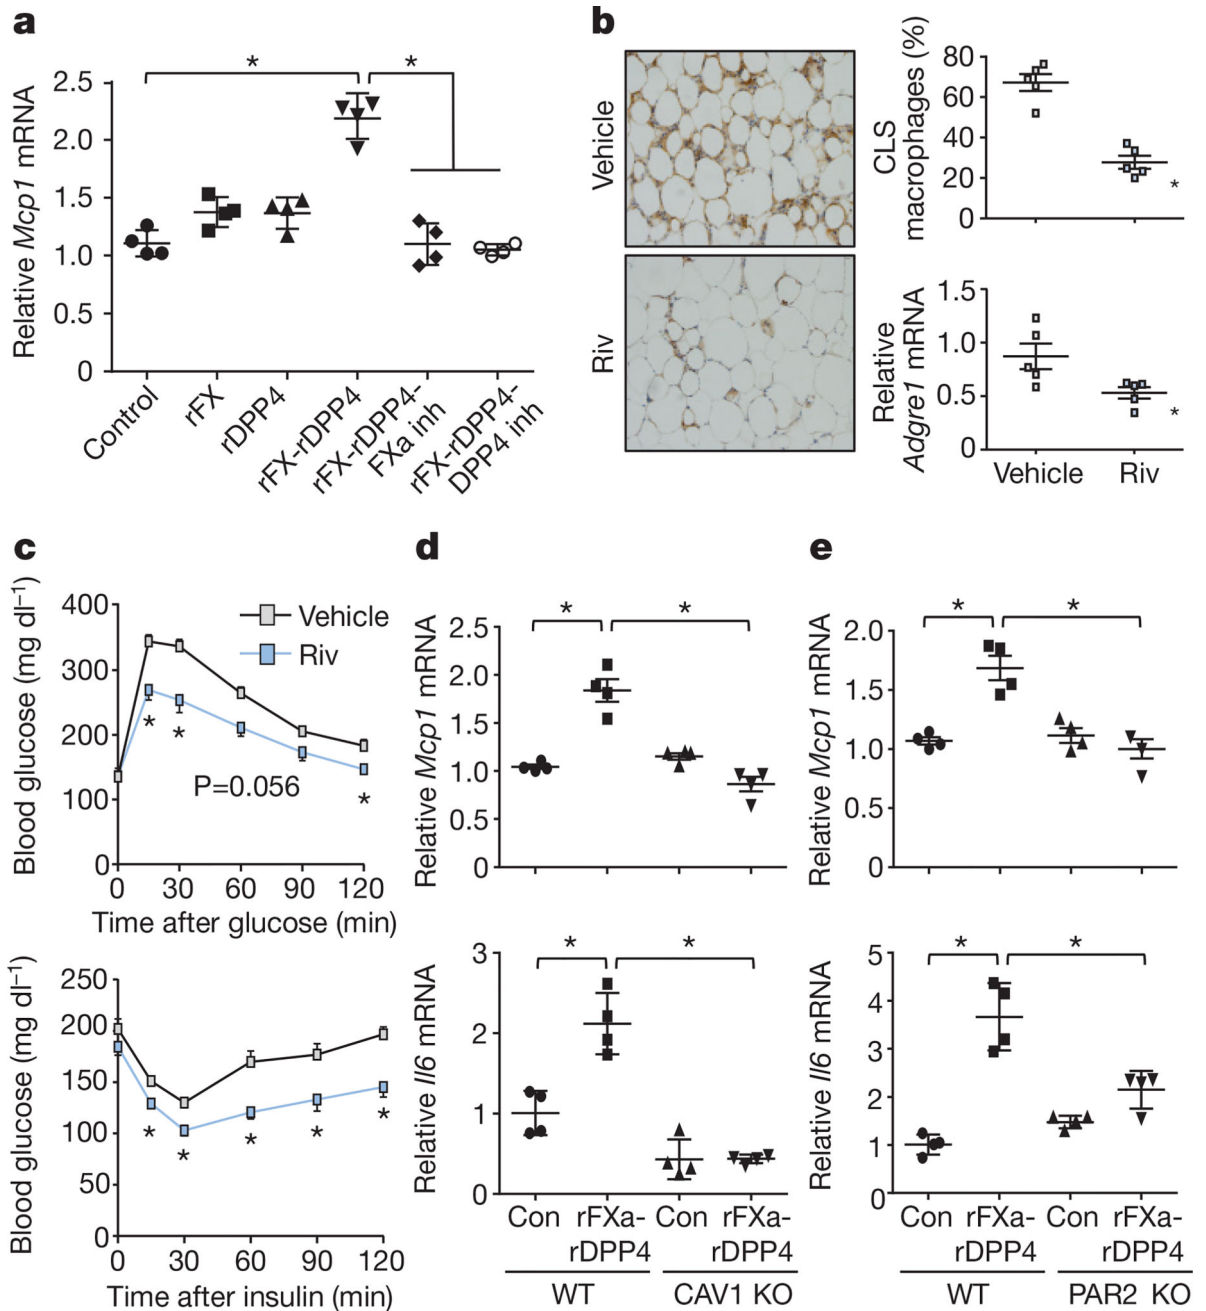 a
Relative Mcp1 mRNA
2.5
2.0
1.5
1.0
0.5
0
*
*
Control
rFX
rDPP4
rFX-rDPP4
rFX-rDPP4-
FXa inh
rFX-rDPP4-
DPP4 inh
b
Vehicle
Riv
CLS
macrophages (%)
80
60
40
20
0
*
Relative
Adgre1 mRNA
1.5
1.0
0.5
0
*
Vehicle
Riv
c
Blood glucose (mg dl⁻¹)
400
300
200
100
0
Vehicle
Riv
*
*
P=0.056
*
0
30
60
90
120
Time after glucose (min)
Blood glucose (mg dl⁻¹)
250
200
150
100
50
0
*
*
*
*
*
0
30
60
90
120
Time after insulin (min)
d
Relative Mcp1 mRNA
2.5
2.0
1.5
1.0
0.5
0
*
*
Relative Il6 mRNA
3
2
1
0
*
*
Con
rFXa-
rDPP4
Con
rFXa-
rDPP4
WT
CAV1 KO
e
Relative Mcp1 mRNA
2.0
1.5
1.0
0.5
0
*
*
Relative Il6 mRNA
5
4
3
2
1
0
*
*
Con
rFXa-
rDPP4
Con
rFXa-
rDPP4
WT
PAR2 KO